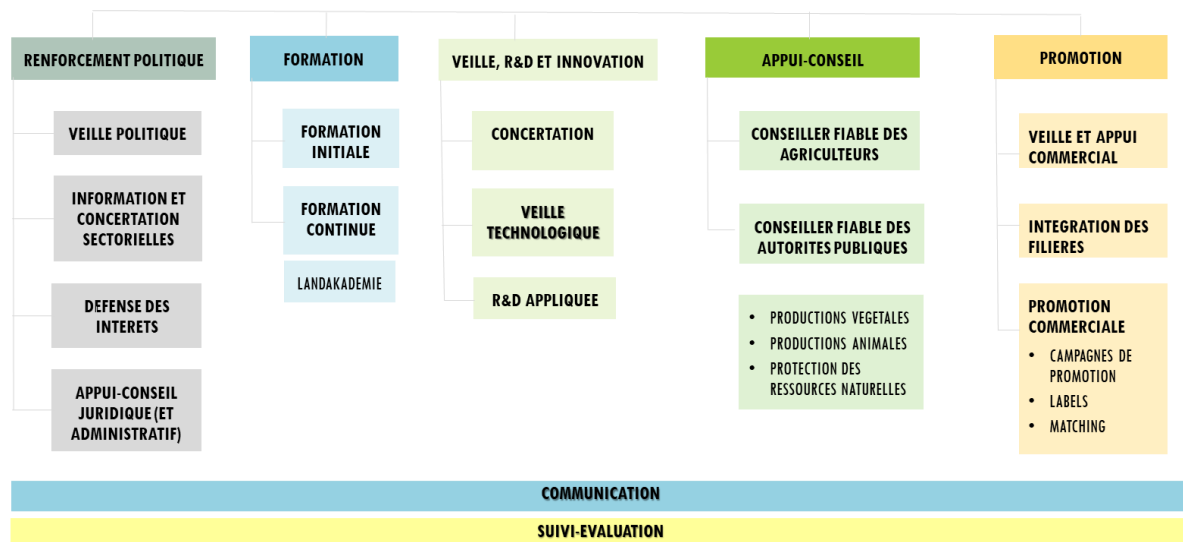 RENFORCEMENT POLITIQUE
VEILLE POLITIQUE
INFORMATION ET
CONCERTATION
SECTORIELLES
DEFENSE DES
INTERETS
APPUI-CONSEIL
JURIDIQUE (ET
ADMINISTRATIF)
FORMATION
FORMATION
INITIALE
FORMATION
CONTINUE
LANDAKADEMIE
VEILLE, R&D ET INNOVATION
CONCERTATION
VEILLE
TECHNOLOGIQUE
R&D APPLIQUEE
APPUI-CONSEIL
CONSEILLER FIABLE DES
AGRICULTEURS
CONSEILLER FIABLE DES
AUTORITES PUBLIQUES
• PRODUCTIONS VEGETALES
• PRODUCTIONS ANIMALES
• PROTECTION DES
RESSOURCES NATURELLES
PROMOTION
VEILLE ET APPUI
COMMERCIAL
INTEGRATION DES
FILIERES
PROMOTION
COMMERCIALE
• CAMPAGNES DE
PROMOTION
• LABELS
• MATCHING
COMMUNICATION
SUIVI-EVALUATION